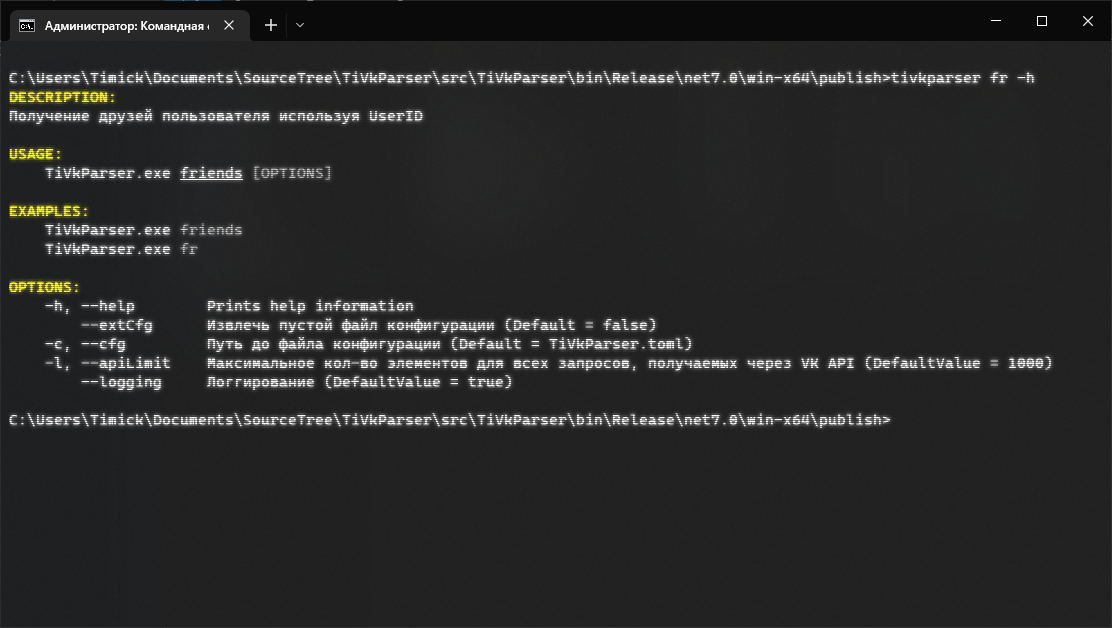 Администратор: Командная с
C:\Users\Timick\Documents\SourceTree\TiVkParser\src\TiVkParser\bin\Release\net7.0\win-x64\publish>tivkparser fr -h
DESCRIPTION:
Получение друзей пользователя используя UserID
USAGE:
TiVkParser.exe friends [OPTIONS]
EXAMPLES:
TiVkParser.exe friends
TiVkParser.exe fr
OPTIONS:
-h, --help Prints help information
--extCfg Извлечь пустой файл конфигурации (Default = false)
-c, --cfg Путь до файла конфигурации (Default = TiVkParser.toml)
-l, --apiLimit Максимальное кол-во элементов для всех запросов, получаемых через VK API (DefaultValue = 1000)
--logging Логгирование (DefaultValue = true)
C:\Users\Timick\Documents\SourceTree\TiVkParser\src\TiVkParser\bin\Release\net7.0\win-x64\publish>